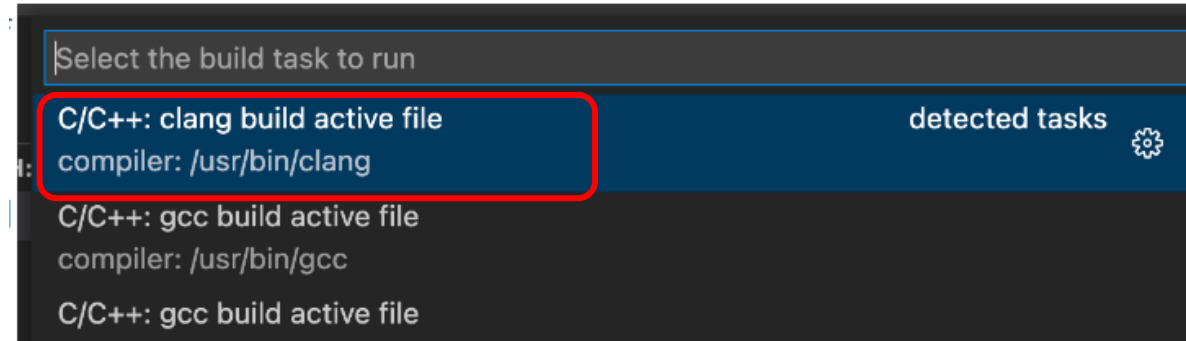 Select the build task to run
C/C++: clang build active file
detected tasks
compiler: /usr/bin/clang
C/C++: gcc build active file
compiler: /usr/bin/gcc
C/C++: gcc build active file